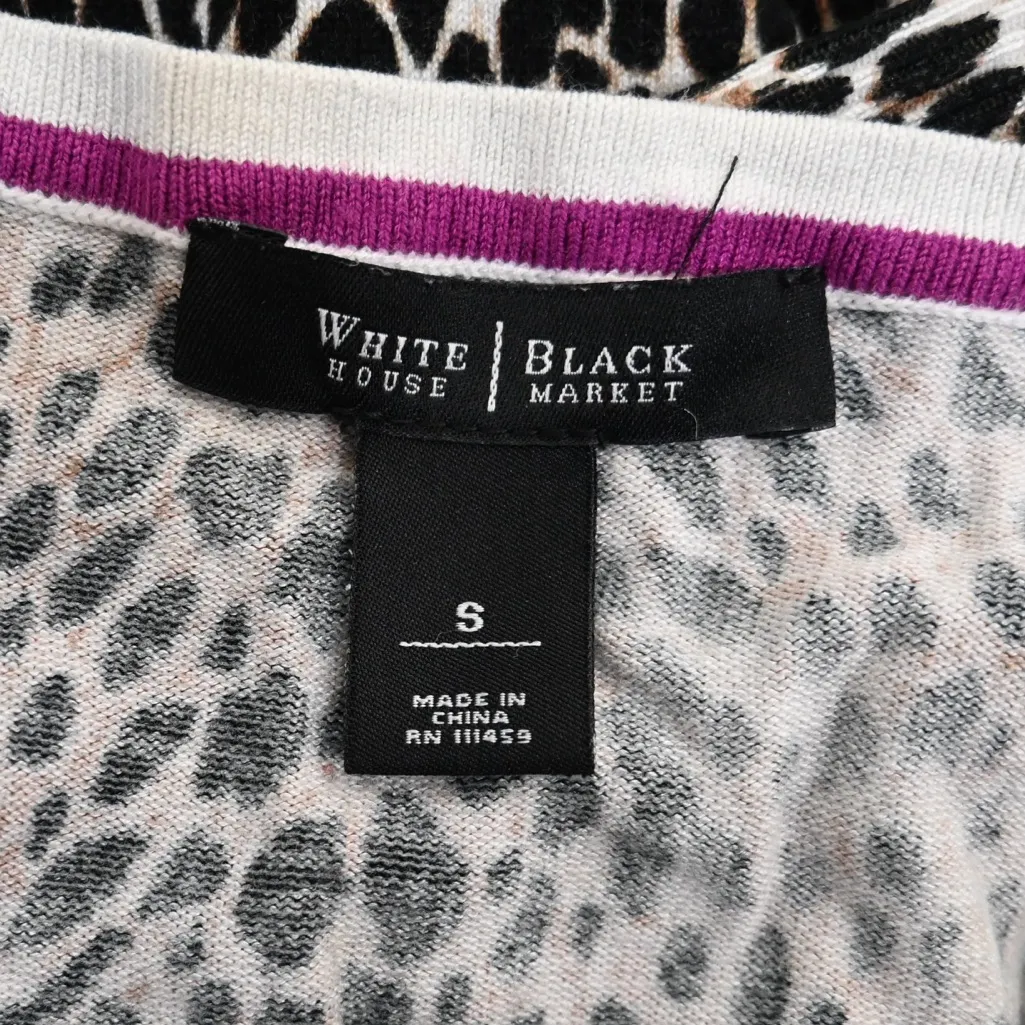 WHITE | BLACK
HOUSE | MARKET
S
MADE IN
CHINA
RN 111459